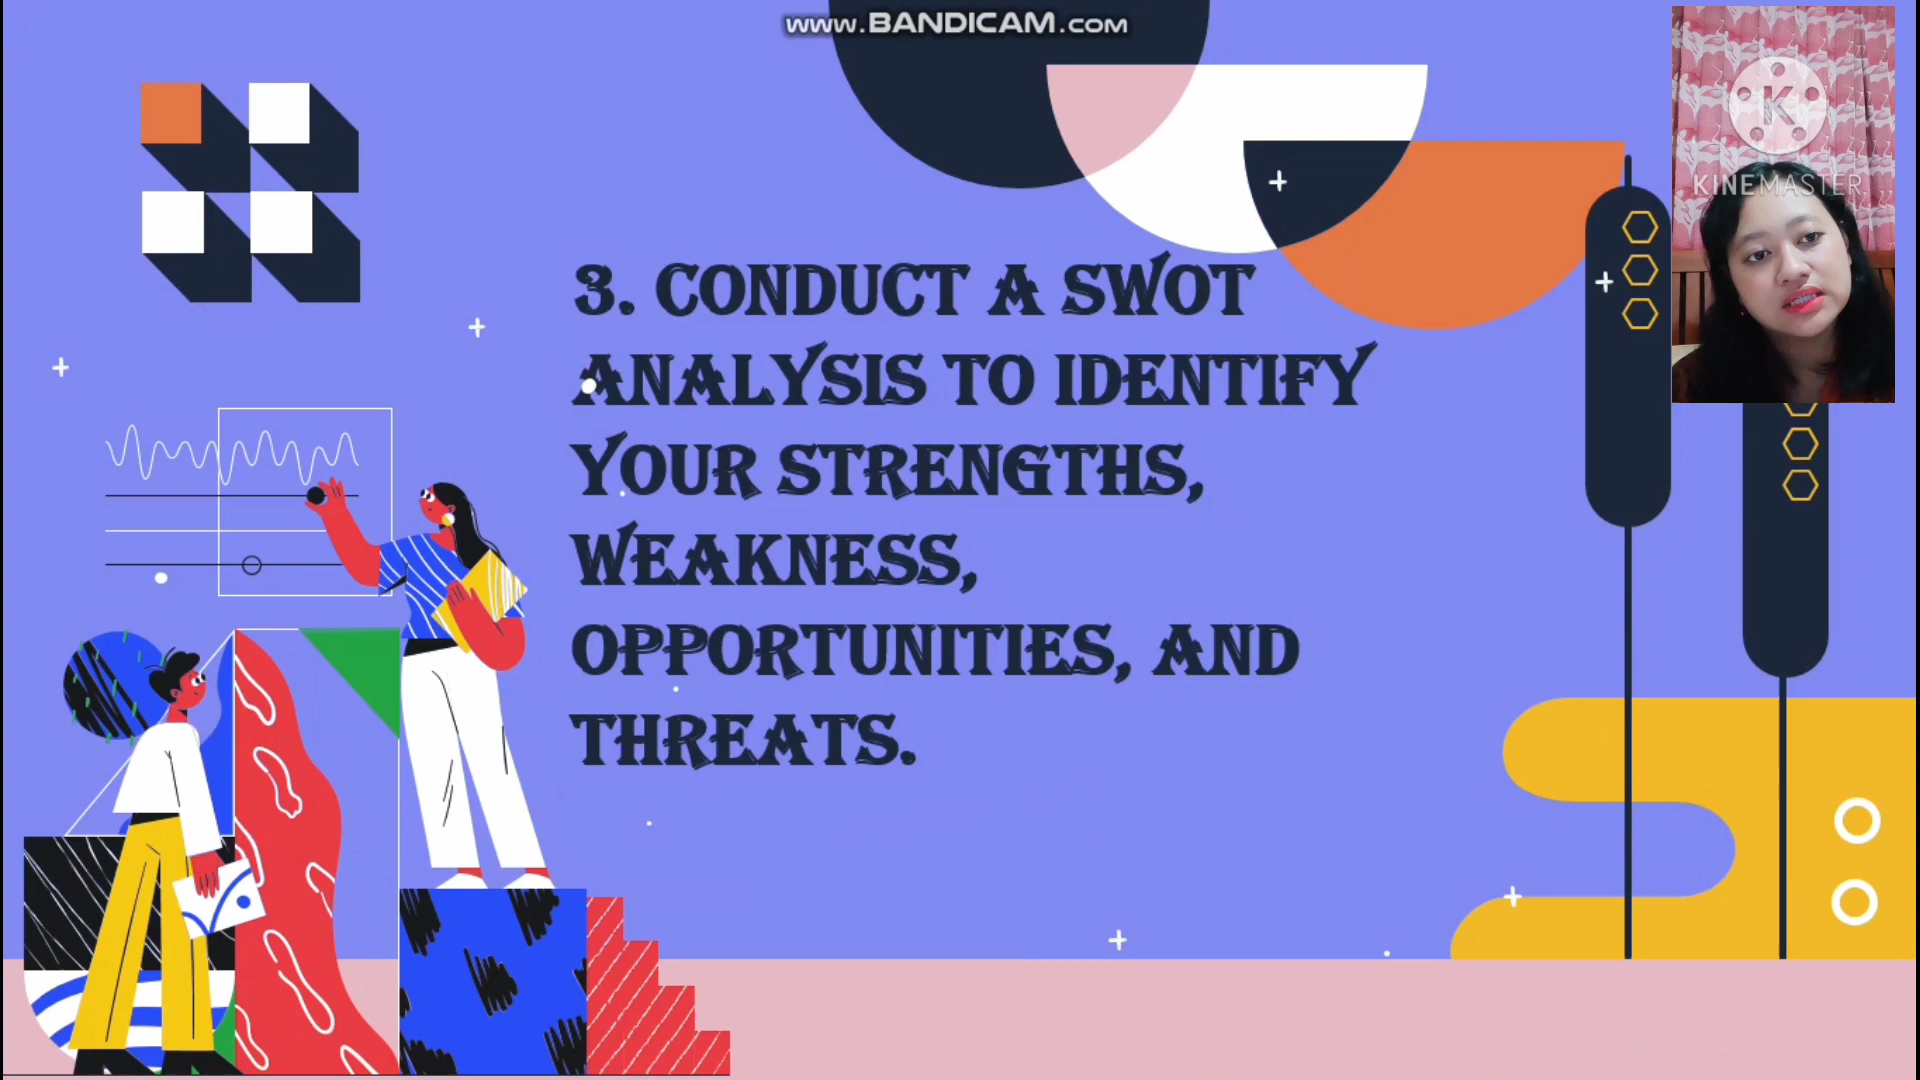 www.BANDICAM.com
K
KINEMASTER
3. CONDUCT A SWOT
ANALYSIS TO IDENTIFY
YOUR STRENGTHS,
WEAKNESS,
OPPORTUNITIES, AND
THREATS.